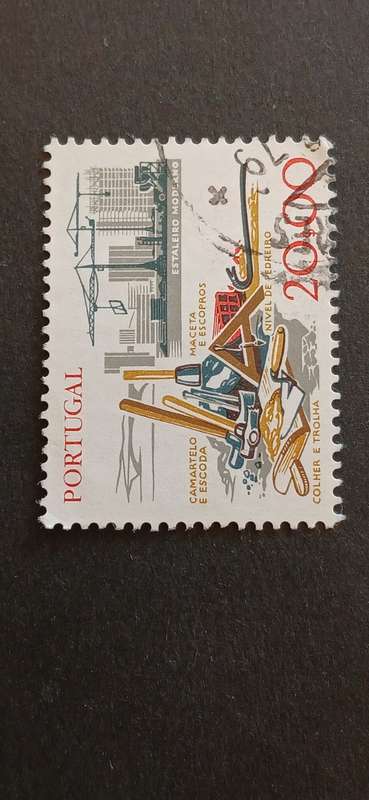 PORTUGAL
ESTALEIRO MODERNO
CAMARTELO
E ESCODA
MACETA
E ESCOPROS
NIVEL DE PEDREIRO
COLHER E TROLHA
20,00